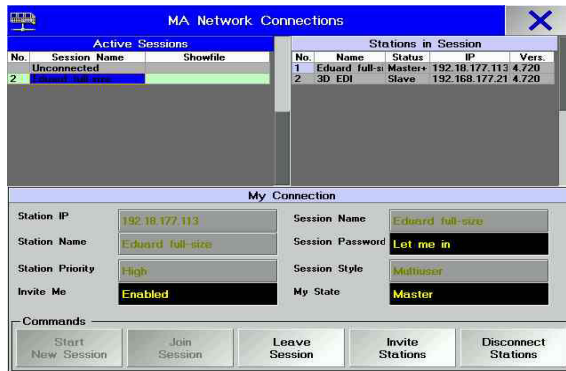 MA Network Connections
Active Sessions
No. Session Name Showfile
Unconnected
2 Eduard full-size
Stations in Session
No. Name Status IP Vers.
1 Eduard full-si Master+ 192.18.177.113 4.720
2 3D EDI Slave 192.168.177.21 4.720
My Connection
Station IP 192.18.177.113
Session Name Eduard full-size
Station Name Eduard full-size
Session Password Let me in
Station Priority High
Session Style Multiuser
Invite Me Enabled
My State Master
Commands
Start New Session
Join Session
Leave Session
Invite Stations
Disconnect Stations